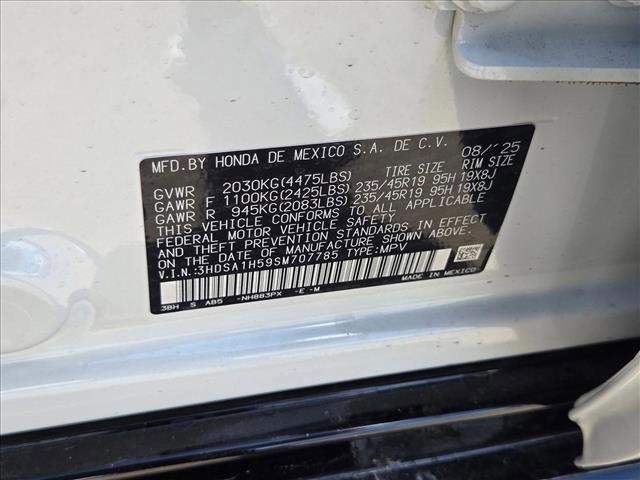 MFD.BY HONDA DE MEXICO S.A. DE C.V. 08/'25
GVWR 2030KG(4475LBS) TIRE SIZE RIM SIZE
GAWR F 1100KG(2425LBS) 235/45R19 95H 19X8J
GAWR R 945KG(2083LBS) 235/45R19 95H 19X8J
THIS VEHICLE CONFORMS TO ALL APPLICABLE
FEDERAL MOTOR VEHICLE SAFETY
AND THEFT PREVENTION STANDARDS IN EFFECT
ON THE DATE OF MANUFACTURE SHOWN ABOVE.
V.I.N.:3HDSA1H59SM707785 TYPE:MPV
MADE IN MEXICO
3BH S AB5 -NH883PX -E -M